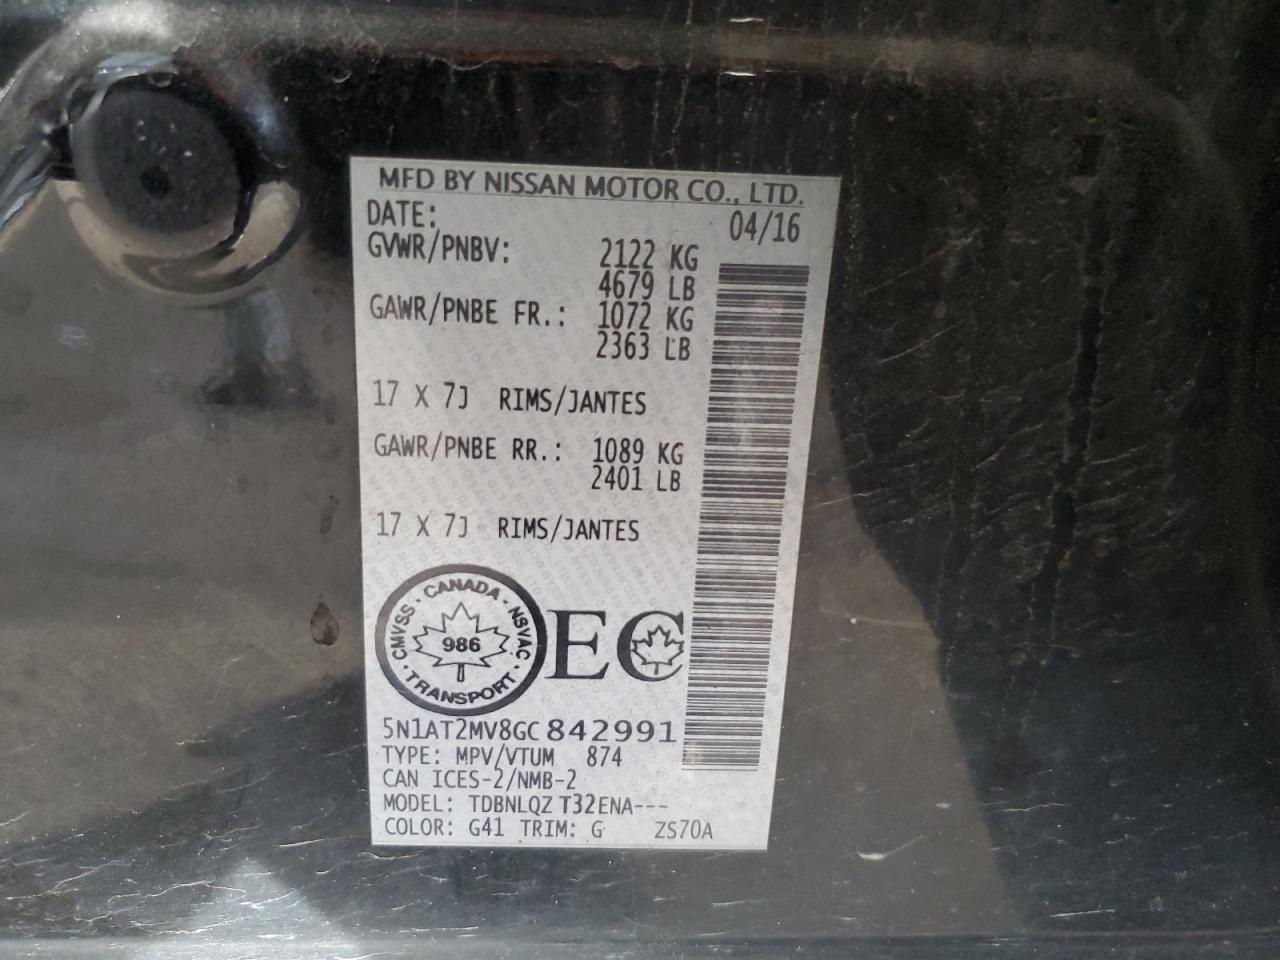 MFD BY NISSAN MOTOR CO., LTD.
DATE: 04/16
GVWR/PNBV: 2122 KG
4679 LB
GAWR/PNBE FR.: 1072 KG
2363 LB
17 X 7J RIMS/JANTES
GAWR/PNBE RR.: 1089 KG
2401 LB
17 X 7J RIMS/JANTES
CANADA · NSVAC · TRANSPORT · CMVSS ·
986
EC
5N1AT2MV8GC842991
TYPE: MPV/VTUM 874
CAN ICES-2/NMB-2
MODEL: TDBNLQZ T32ENA---
COLOR: G41 TRIM: G ZS70A